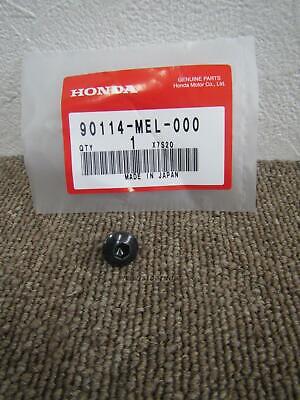 HONDA
GENUINE PARTS
Honda Motor Co., Ltd.
90114-MEL-000
QTY 1 X7S20
MADE IN JAPAN